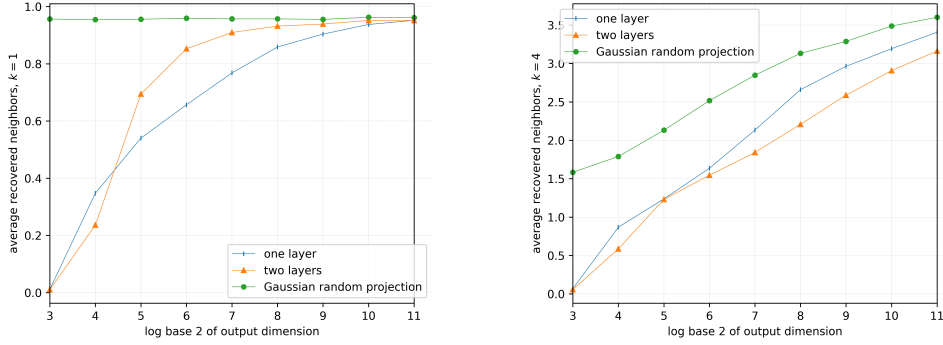 1.0
0.8
0.6
0.4
0.2
0.0
average recovered neighbors, k = 1
one layer
two layers
Gaussian random projection
3 4 5 6 7 8 9 10 11
log base 2 of output dimension
one layer
two layers
Gaussian random projection
3.0
2.5
2.0
1.5
1.0
0.5
0.0
average recovered neighbors, k = 4
3 4 5 6 7 8 9 10 11
log base 2 of output dimension